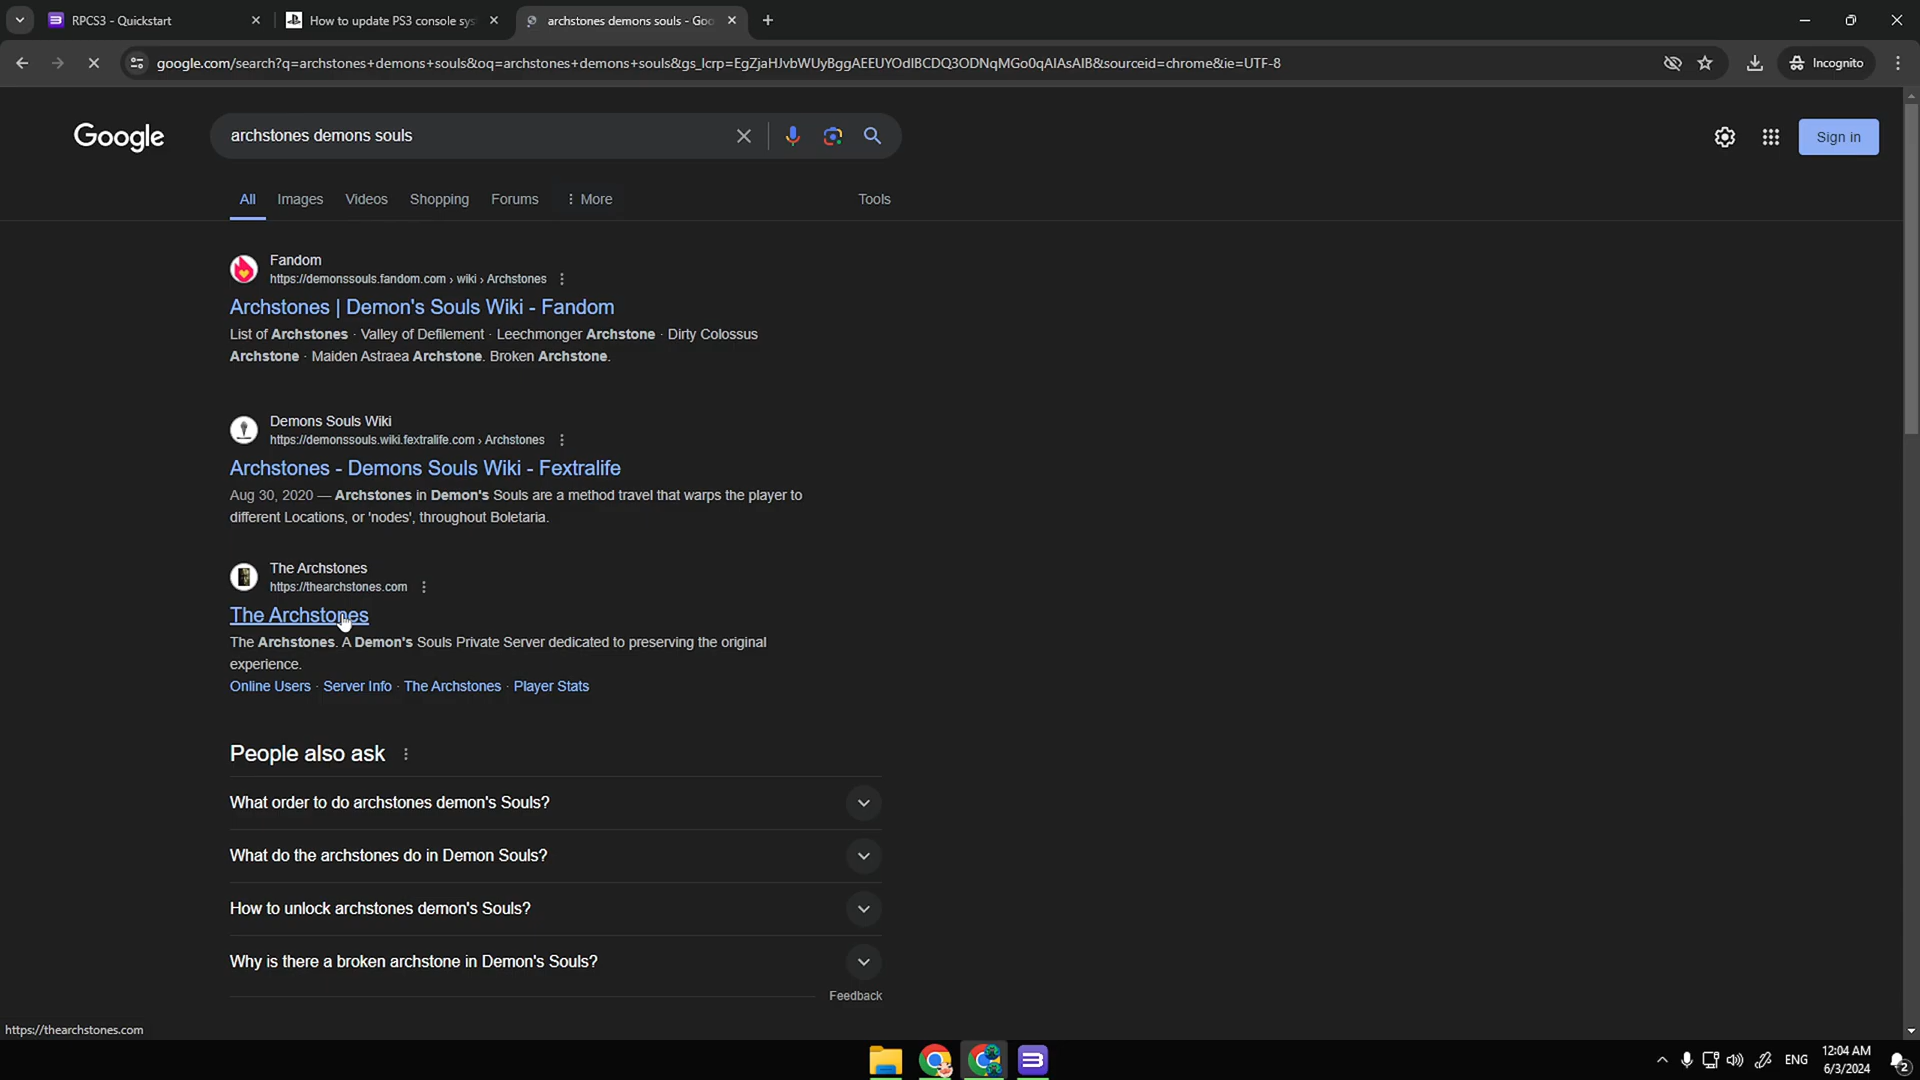 RPCS3 - Quickstart
How to update PS3 console sys
archstones demons souls - Goo
google.com/search?q=archstones+demons+souls&oq=archstones+demons+souls&gs_lcrp=EgZjaHJvbWUyBggAEEUYOdIBCDQ3ODNqMGo0qAIAsAIB&sourceid=chrome&ie=UTF-8
Incognito
Google
archstones demons souls
Sign in
All
Images
Videos
Shopping
Forums
More
Tools
Fandom
https://demonssouls.fandom.com › wiki › Archstones
Archstones | Demon's Souls Wiki - Fandom
List of Archstones · Valley of Defilement · Leechmonger Archstone · Dirty Colossus
Archstone · Maiden Astraea Archstone. Broken Archstone.
Demons Souls Wiki
https://demonssouls.wiki.fextralife.com › Archstones
Archstones - Demons Souls Wiki - Fextralife
Aug 30, 2020 — Archstones in Demon's Souls are a method travel that warps the player to
different Locations, or 'nodes', throughout Boletaria.
The Archstones
https://thearchstones.com
The Archstones
The Archstones. A Demon's Souls Private Server dedicated to preserving the original
experience.
Online Users · Server Info · The Archstones · Player Stats
People also ask
What order to do archstones demon's Souls?
What do the archstones do in Demon Souls?
How to unlock archstones demon's Souls?
Why is there a broken archstone in Demon's Souls?
Feedback
https://thearchstones.com
ENG
12:04 AM
6/3/2024
2